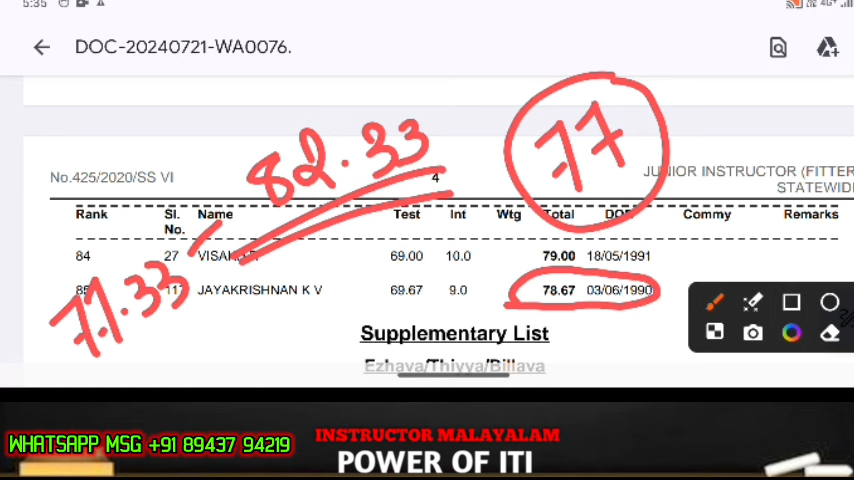 5:35 4G+
DOC-20240721-WA0076.
82.33
77
No.425/2020/SS VI 4 JUNIOR INSTRUCTOR (FITTER
STATEWIDE
Rank Sl. No. Name Test Int Wtg Total DOB Commy Remarks
84 27 69.00 10.0 79.00 18/05/1991
77.33
JAYAKRISHNAN K V 69.67 9.0 78.67 03/06/1990
Supplementary List
Ezhava/Thiyya/Billava
WHATSAPP MSG +91 89437 94219
INSTRUCTOR MALAYALAM
POWER OF ITI